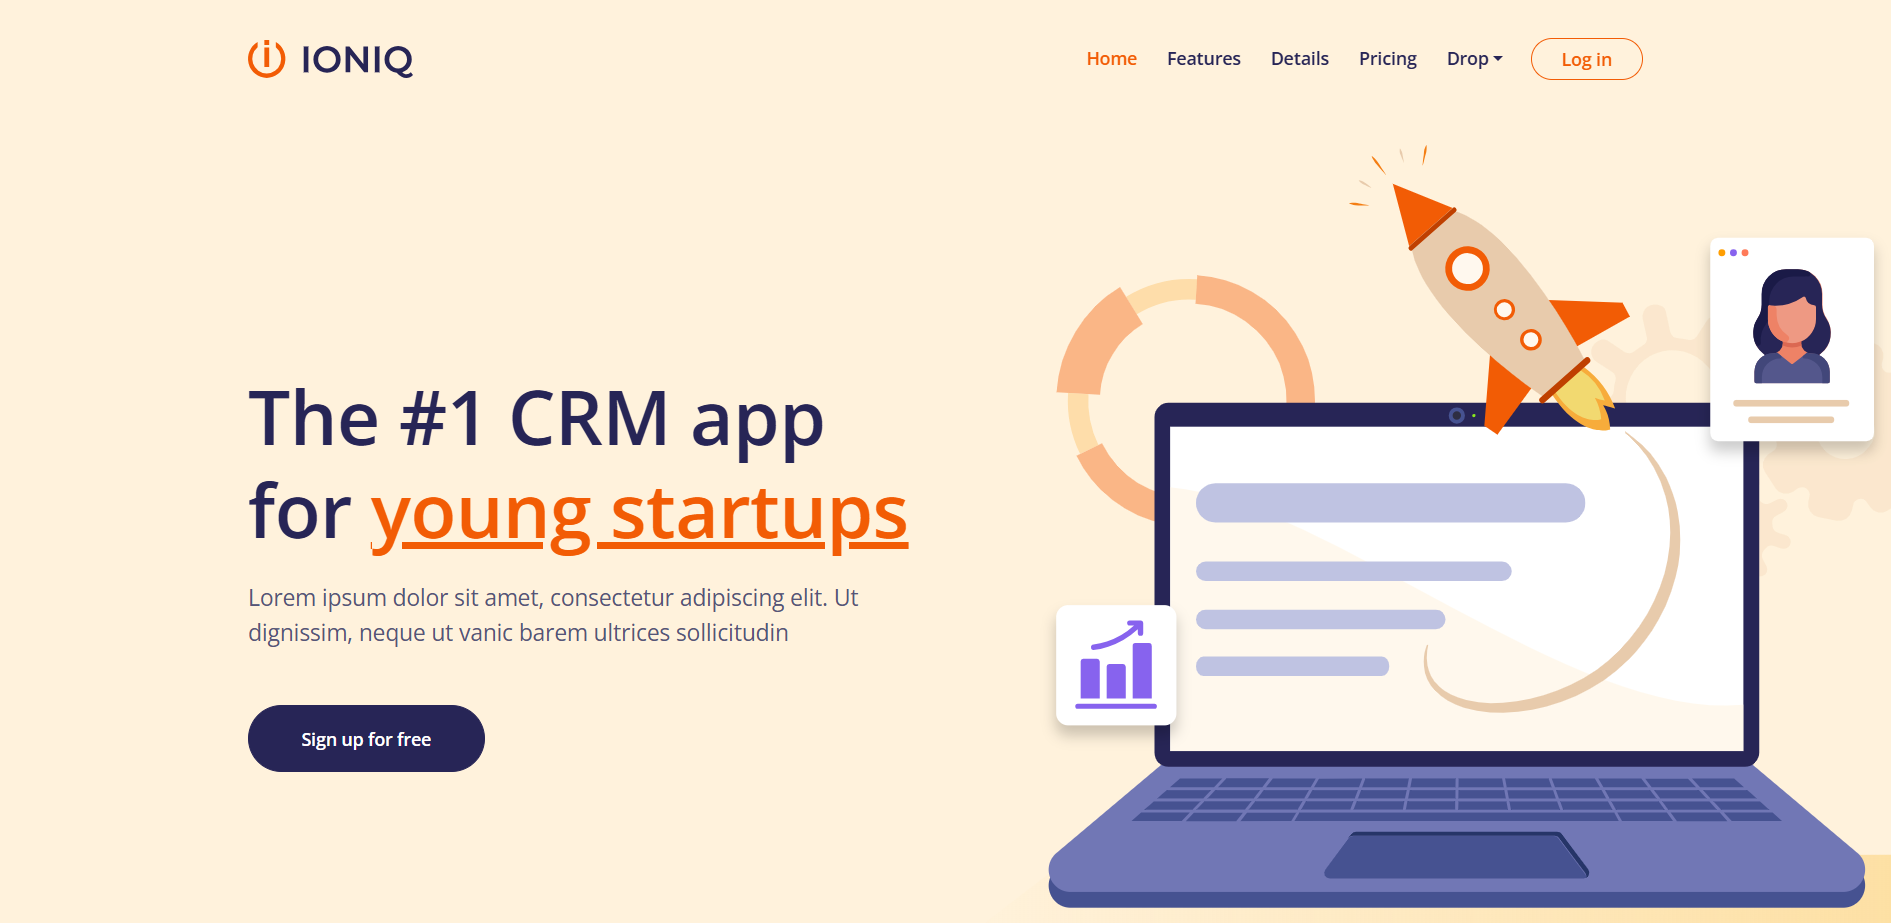 IONIQ
Home Features Details Pricing Drop Log in
The #1 CRM app
for young startups
Lorem ipsum dolor sit amet, consectetur adipiscing elit. Ut
dignissim, neque ut vanic barem ultrices sollicitudin
Sign up for free